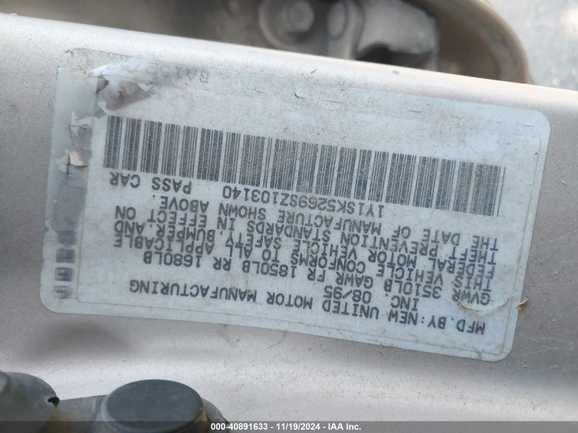 MFD.BY:NEW UNITED MOTOR MANUFACTURING
INC. 08/95
GVWR 3510LB GAWR FR 1850LB RR 1680LB
THIS VEHICLE CONFORMS TO ALL APPLICABLE
FEDERAL MOTOR VEHICLE SAFETY BUMPER,AND
THEFT PREVENTION STANDARDS IN EFFECT ON
THE DATE OF MANUFACTURE SHOWN ABOVE.
1Y1SK5269SZ103140 PASS CAR
000-40891633 - 11/19/2024 - IAA Inc.